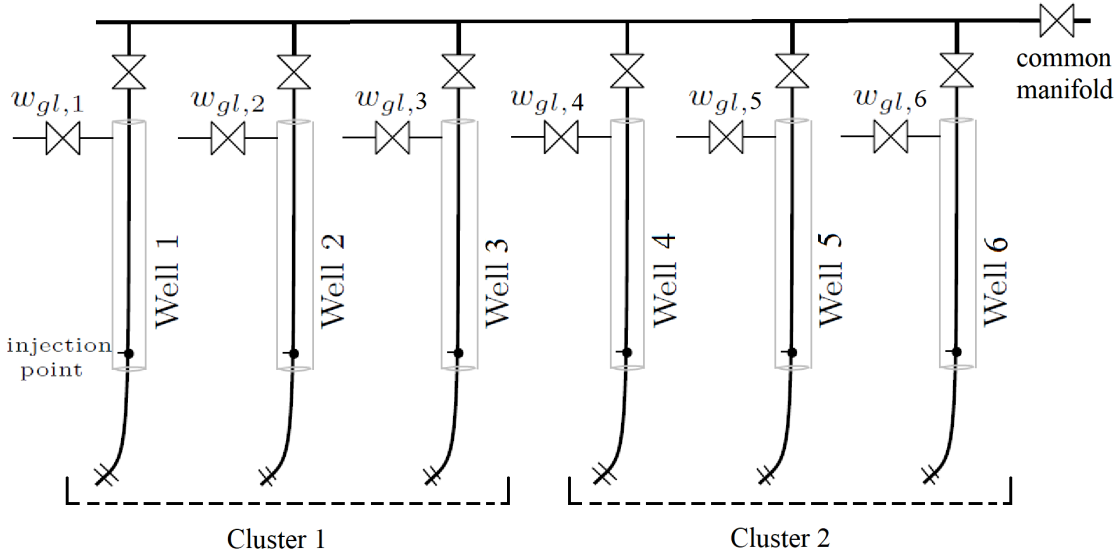 common
manifold
w_{gl,1}
w_{gl,2}
w_{gl,3}
w_{gl,4}
w_{gl,5}
w_{gl,6}
Well 1
Well 2
Well 3
Well 4
Well 5
Well 6
injection
point
Cluster 1
Cluster 2